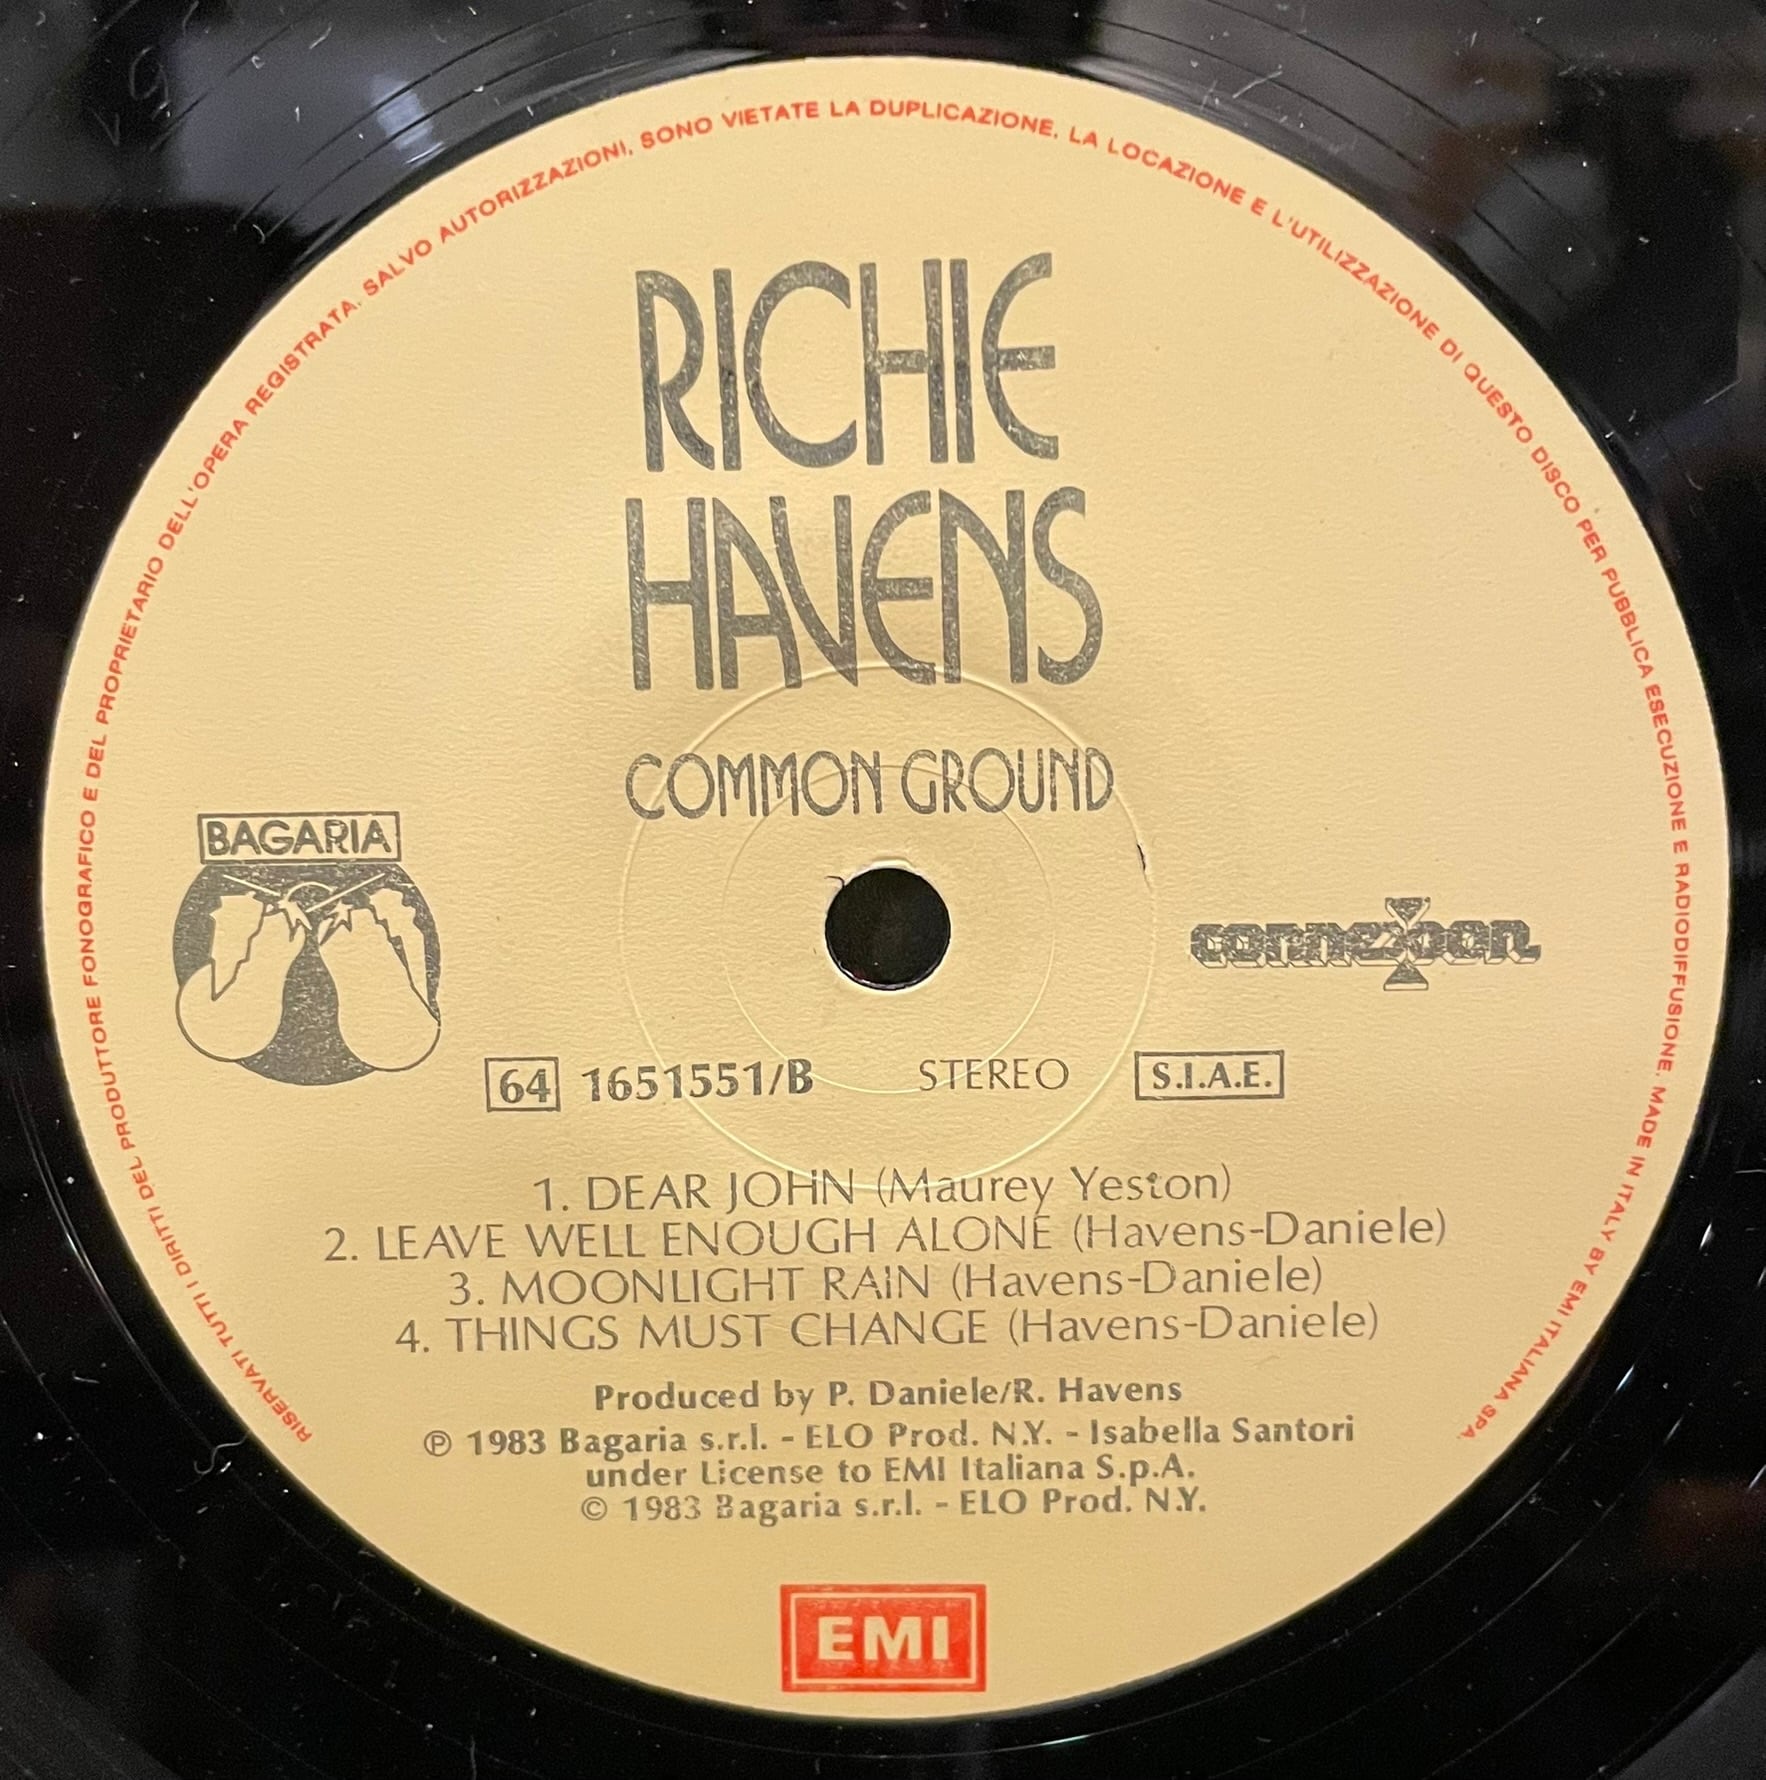 RISERVATI TUTTI I DIRITTI DEL PRODUTTORE FONOGRAFICO E DEL PROPRIETARIO DELL'OPERA REGISTRATA. SALVO AUTORIZZAZIONI, SONO VIETATE LA DUPLICAZIONE, LA LOCAZIONE E L'UTILIZZAZIONE DI QUESTO DISCO PER PUBBLICA ESECUZIONE E RADIODIFFUSIONE. MADE IN ITALY BY EMI ITALIANA SPA.
RICHIE
HAVENS
COMMON GROUND
BAGARIA
connexion
64 1651551/B STEREO S.I.A.E.
1. DEAR JOHN (Maurey Yeston)
2. LEAVE WELL ENOUGH ALONE (Havens-Daniele)
3. MOONLIGHT RAIN (Havens-Daniele)
4. THINGS MUST CHANGE (Havens-Daniele)
Produced by P. Daniele/R. Havens
℗ 1983 Bagaria s.r.l. - ELO Prod. N.Y. - Isabella Santori
under License to EMI Italiana S.p.A.
© 1983 Bagaria s.r.l. - ELO Prod. N.Y.
EMI